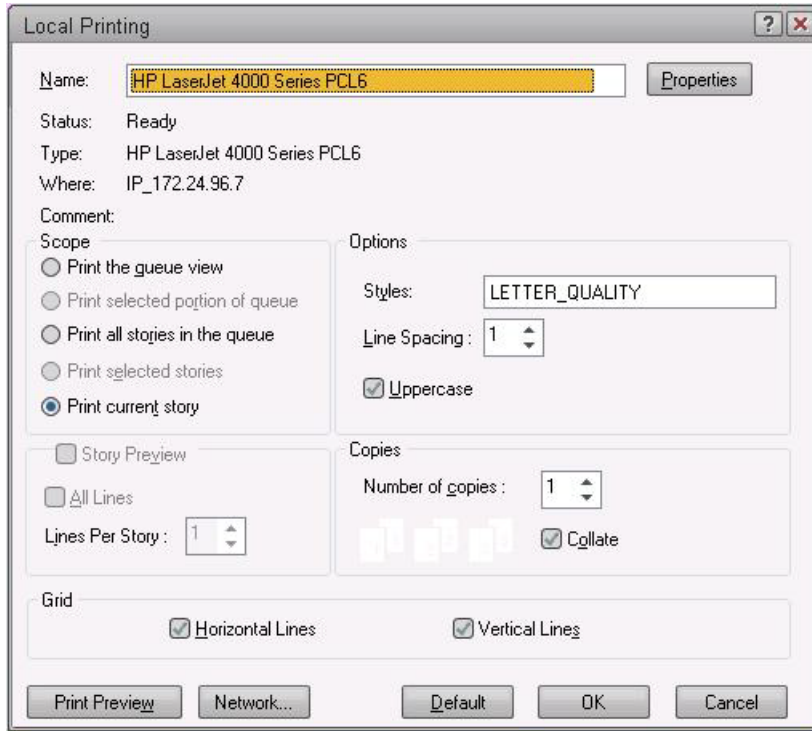 Local Printing
Name: HP LaserJet 4000 Series PCL6 Properties
Status: Ready
Type: HP LaserJet 4000 Series PCL6
Where: IP_172.24.96.7
Comment:
Scope
Print the queue view
Print selected portion of queue
Print all stories in the queue
Print selected stories
Print current story
Options
Styles: LETTER_QUALITY
Line Spacing : 1
Uppercase
Story Preview
All Lines
Lines Per Story : 1
Copies
Number of copies : 1
Collate
Grid
Horizontal Lines Vertical Lines
Print Preview Network... Default OK Cancel